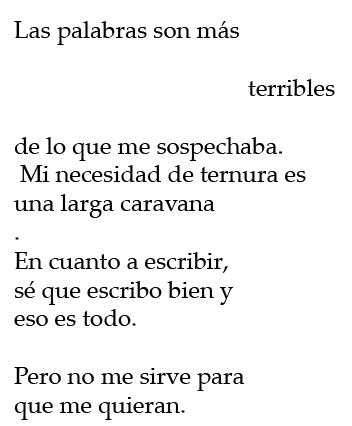 Las palabras son más
terribles
de lo que me sospechaba.
Mi necesidad de ternura es
una larga caravana
.
En cuanto a escribir,
sé que escribo bien y
eso es todo.
Pero no me sirve para
que me quieran.